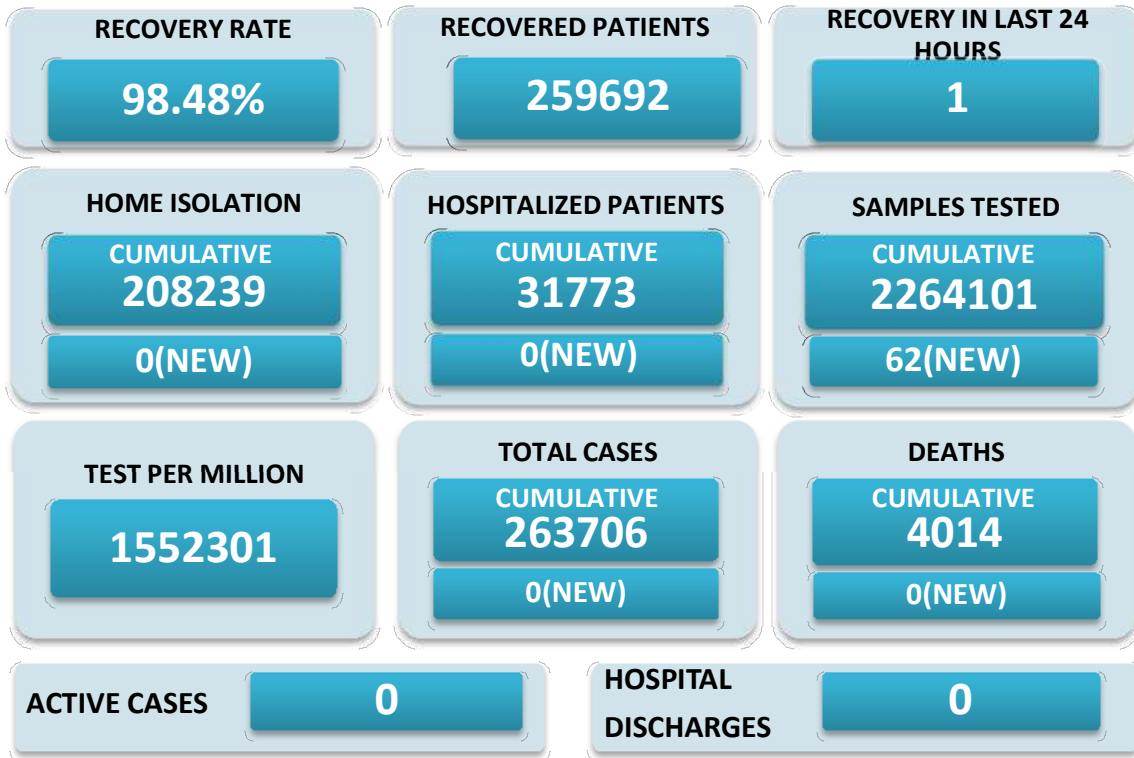 RECOVERY RATE
98.48%
RECOVERED PATIENTS
259692
RECOVERY IN LAST 24
HOURS
1
HOME ISOLATION
CUMULATIVE
208239
0(NEW)
HOSPITALIZED PATIENTS
CUMULATIVE
31773
0(NEW)
SAMPLES TESTED
CUMULATIVE
2264101
62(NEW)
TEST PER MILLION
1552301
TOTAL CASES
CUMULATIVE
263706
0(NEW)
DEATHS
CUMULATIVE
4014
0(NEW)
ACTIVE CASES
0
HOSPITAL
DISCHARGES
0